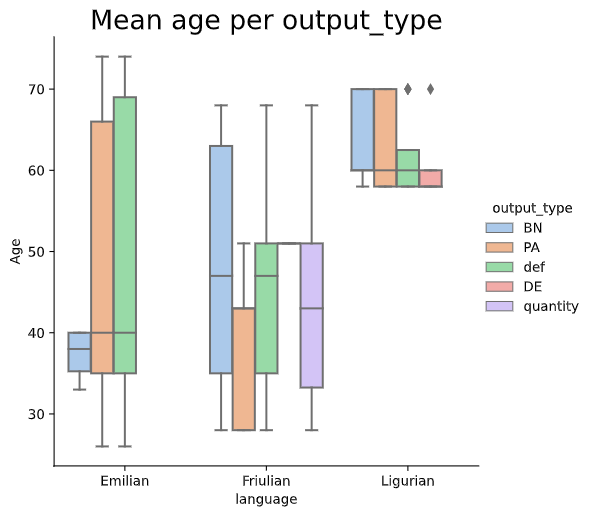 Mean age per output_type
70
60
50
40
30
Age
Emilian
Friulian
Ligurian
language
output_type
BN
PA
def
DE
quantity